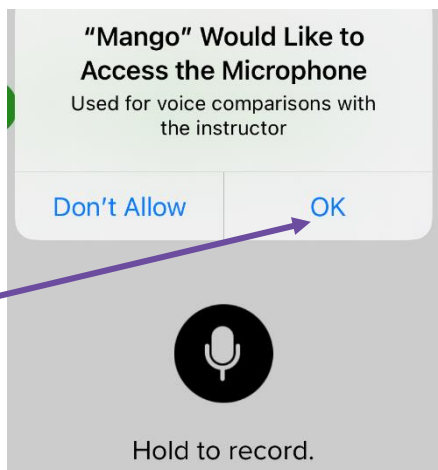 “Mango” Would Like to
Access the Microphone
Used for voice comparisons with
the instructor
Don’t Allow OK
Hold to record.